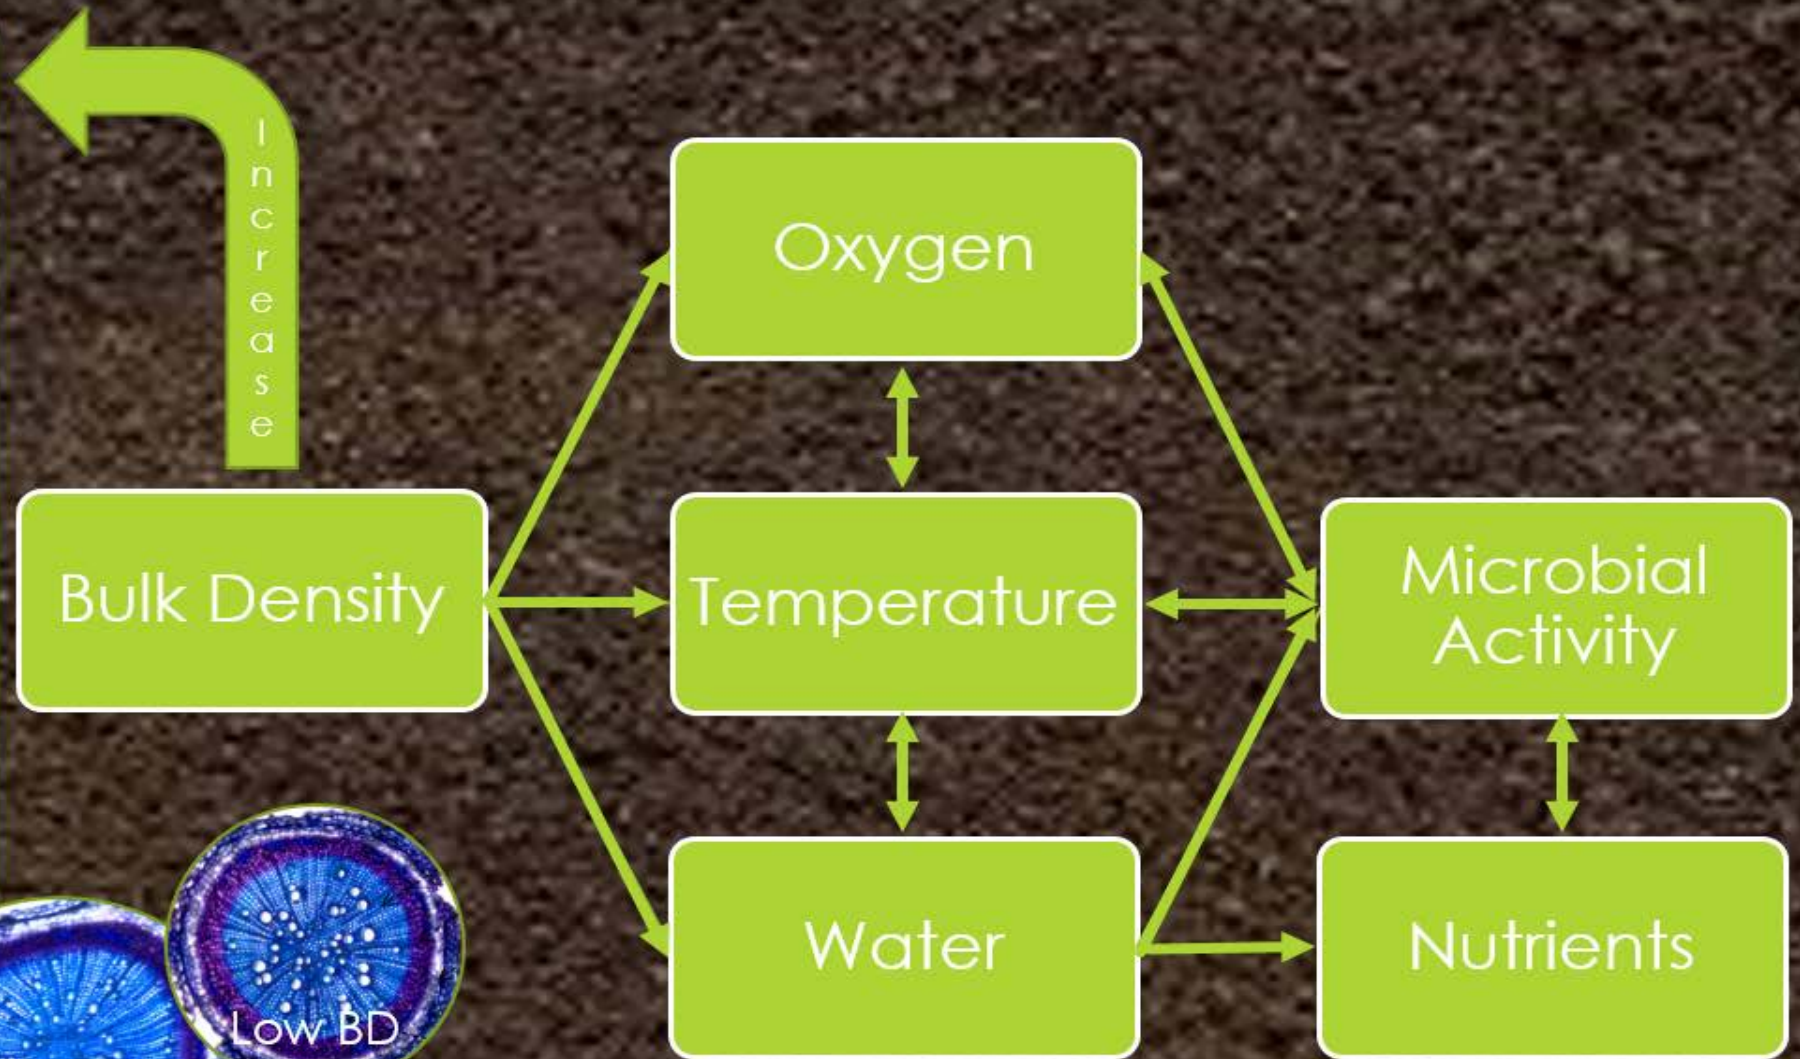 Increase
Oxygen
Bulk Density
Temperature
Microbial
Activity
Water
Nutrients
Low BD